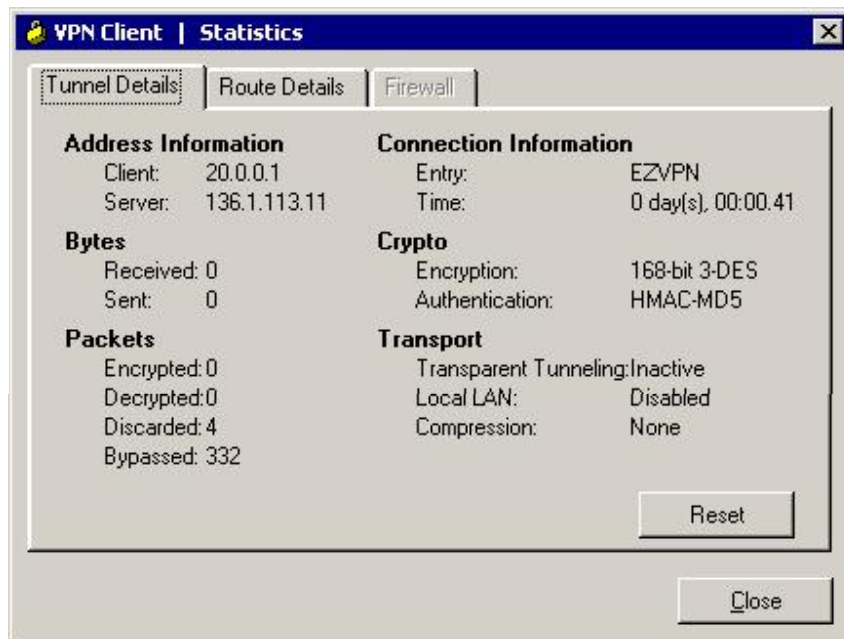 VPN Client | Statistics
Tunnel Details
Route Details
Firewall
Address Information
Client: 20.0.0.1
Server: 136.1.113.11
Bytes
Received: 0
Sent: 0
Packets
Encrypted: 0
Decrypted: 0
Discarded: 4
Bypassed: 332
Connection Information
Entry: EZVPN
Time: 0 day(s), 00:00.41
Crypto
Encryption: 168-bit 3-DES
Authentication: HMAC-MD5
Transport
Transparent Tunneling: Inactive
Local LAN: Disabled
Compression: None
Reset
Close